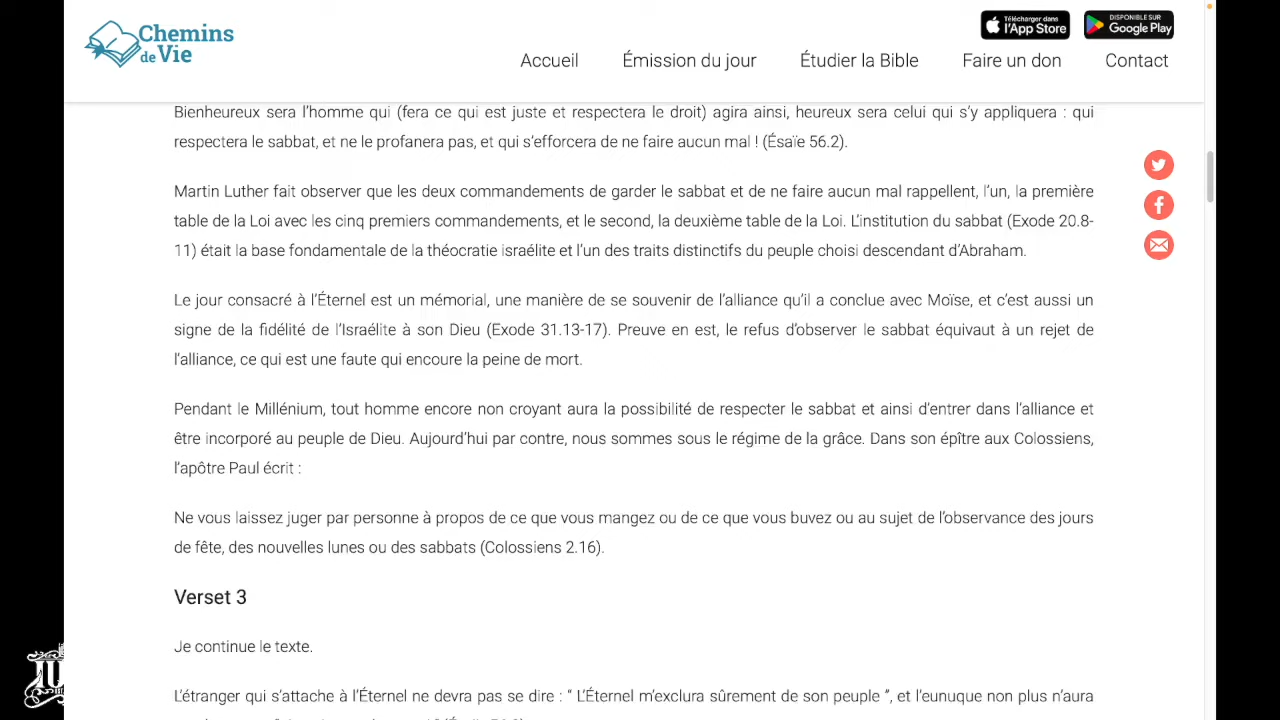 Chemins
de Vie
Télécharger dans
l'App Store
DISPONIBLE SUR
Google Play
Accueil
Émission du jour
Étudier la Bible
Faire un don
Contact
Bienheureux sera l’homme qui (fera ce qui est juste et respectera le droit) agira ainsi, heureux sera celui qui s’y appliquera : qui
respectera le sabbat, et ne le profanera pas, et qui s’efforcera de ne faire aucun mal ! (Ésaïe 56.2).
Martin Luther fait observer que les deux commandements de garder le sabbat et de ne faire aucun mal rappellent, l’un, la première
table de la Loi avec les cinq premiers commandements, et le second, la deuxième table de la Loi. L’institution du sabbat (Exode 20.8-
11) était la base fondamentale de la théocratie israélite et l’un des traits distinctifs du peuple choisi descendant d’Abraham.
Le jour consacré à l’Éternel est un mémorial, une manière de se souvenir de l’alliance qu’il a conclue avec Moïse, et c’est aussi un
signe de la fidélité de l’Israélite à son Dieu (Exode 31.13-17). Preuve en est, le refus d’observer le sabbat équivaut à un rejet de
l’alliance, ce qui est une faute qui encoure la peine de mort.
Pendant le Millénium, tout homme encore non croyant aura la possibilité de respecter le sabbat et ainsi d’entrer dans l’alliance et
être incorporé au peuple de Dieu. Aujourd’hui par contre, nous sommes sous le régime de la grâce. Dans son épître aux Colossiens,
l’apôtre Paul écrit :
Ne vous laissez juger par personne à propos de ce que vous mangez ou de ce que vous buvez ou au sujet de l’observance des jours
de fête, des nouvelles lunes ou des sabbats (Colossiens 2.16).
Verset 3
Je continue le texte.
L’étranger qui s’attache à l’Éternel ne devra pas se dire : “ L’Éternel m’exclura sûrement de son peuple ”, et l’eunuque non plus n’aura